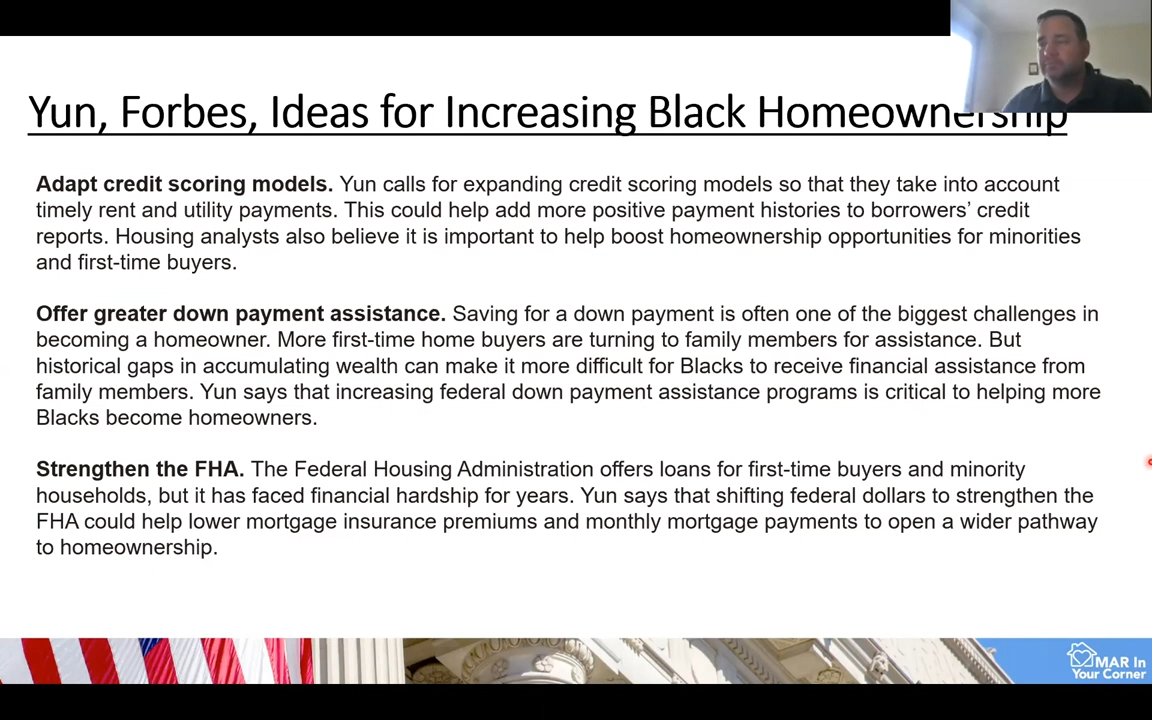 Yun, Forbes, Ideas for Increasing Black Homeownership
Adapt credit scoring models. Yun calls for expanding credit scoring models so that they take into account
timely rent and utility payments. This could help add more positive payment histories to borrowers’ credit
reports. Housing analysts also believe it is important to help boost homeownership opportunities for minorities
and first-time buyers.
Offer greater down payment assistance. Saving for a down payment is often one of the biggest challenges in
becoming a homeowner. More first-time home buyers are turning to family members for assistance. But
historical gaps in accumulating wealth can make it more difficult for Blacks to receive financial assistance from
family members. Yun says that increasing federal down payment assistance programs is critical to helping more
Blacks become homeowners.
Strengthen the FHA. The Federal Housing Administration offers loans for first-time buyers and minority
households, but it has faced financial hardship for years. Yun says that shifting federal dollars to strengthen the
FHA could help lower mortgage insurance premiums and monthly mortgage payments to open a wider pathway
to homeownership.
MAR In
Your Corner